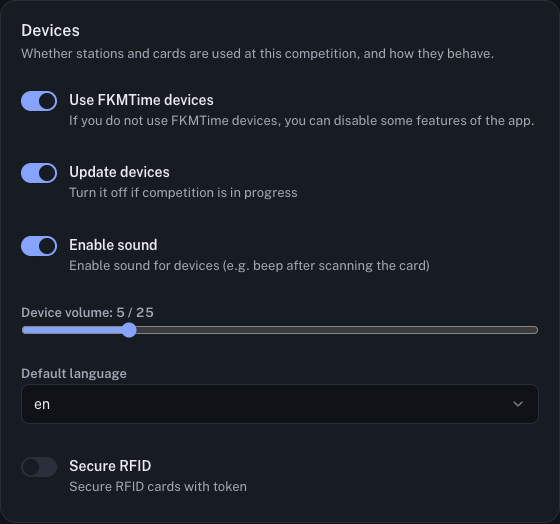 Devices
Whether stations and cards are used at this competition, and how they behave.
Use FKMTime devices
If you do not use FKMTime devices, you can disable some features of the app.
Update devices
Turn it off if competition is in progress
Enable sound
Enable sound for devices (e.g. beep after scanning the card)
Device volume: 5 / 25
Default language
en
Secure RFID
Secure RFID cards with token